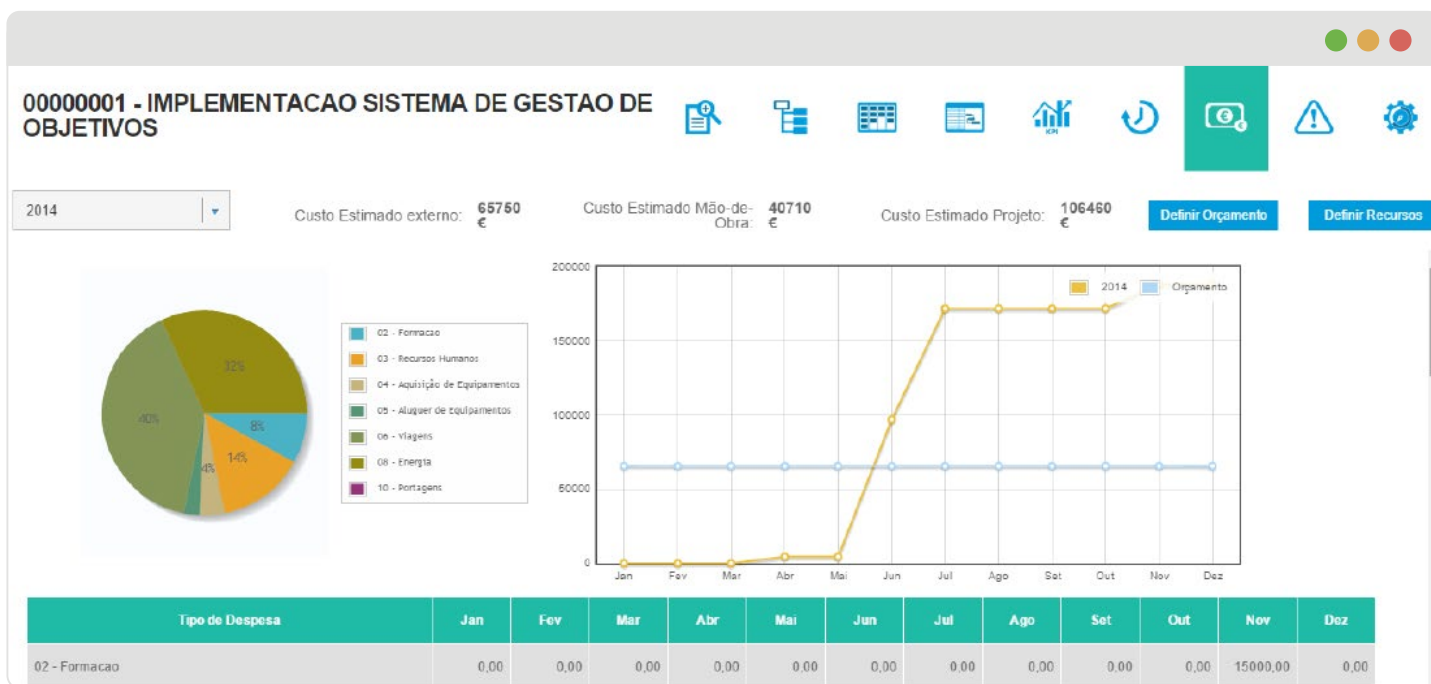 00000001 - IMPLEMENTACAO SISTEMA DE GESTAO DE
OBJETIVOS
KPI
2014
Custo Estimado externo: 65750 €
Custo Estimado Mão-de-Obra: 40710 €
Custo Estimado Projeto: 106460 €
Definir Orçamento
Definir Recursos
32%
40%
8%
14%
4%
02 - Formacao
03 - Recursos Humanos
04 - Aquisição de Equipamentos
05 - Aluguer de Equipamentos
06 - Viagens
08 - Energia
10 - Portagens
200000
150000
100000
50000
0
2014 Orçamento
Jan Fev Mar Abr Mai Jun Jul Ago Set Out Nov Dez
Tipo de Despesa Jan Fev Mar Abr Mai Jun Jul Ago Set Out Nov Dez
02 - Formacao 0,00 0,00 0,00 0,00 0,00 0,00 0,00 0,00 0,00 0,00 15000,00 0,00